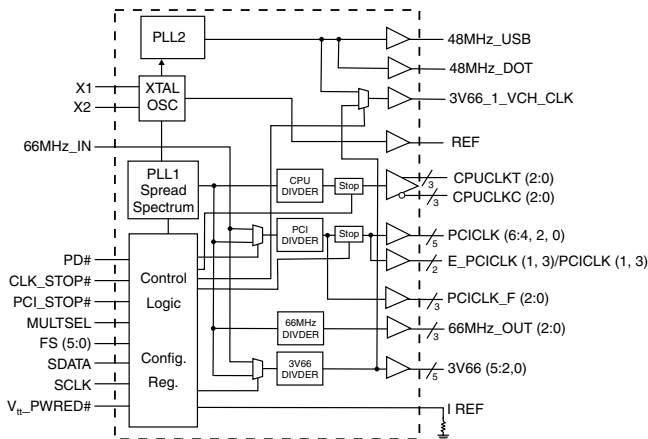 PLL2
48MHz_USB
48MHz_DOT
X1
X2
XTAL
OSC
3V66_1_VCH_CLK
REF
66MHz_IN
PLL1
Spread
Spectrum
CPU
DIVDER
Stop
3
CPUCLKT (2:0)
3
CPUCLKC (2:0)
PCI
DIVDER
Stop
5
PCICLK (6:4, 2, 0)
2
E_PCICLK (1, 3)/PCICLK (1, 3)
PD#
CLK_STOP#
PCI_STOP#
MULTSEL
FS (5:0)
SDATA
SCLK
Vtt_PWRED#
Control
Logic
Config.
Reg.
3
PCICLK_F (2:0)
66MHz
DIVDER
3
66MHz_OUT (2:0)
3V66
DIVDER
5
3V66 (5:2,0)
I REF